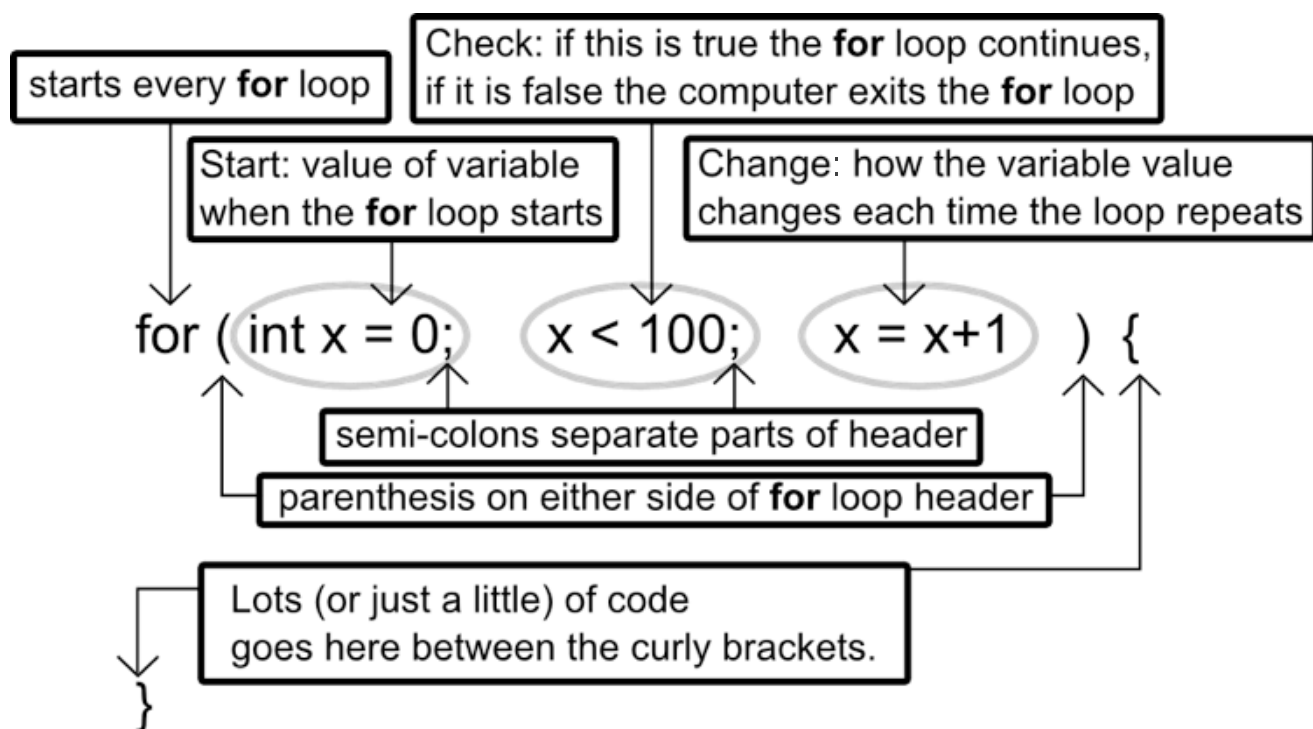 Check: if this is true the for loop continues,
if it is false the computer exits the for loop
starts every for loop
Start: value of variable
when the for loop starts
Change: how the variable value
changes each time the loop repeats
for ( int x = 0; x < 100; x = x+1 ) {
semi-colons separate parts of header
parenthesis on either side of for loop header
Lots (or just a little) of code
goes here between the curly brackets.
}